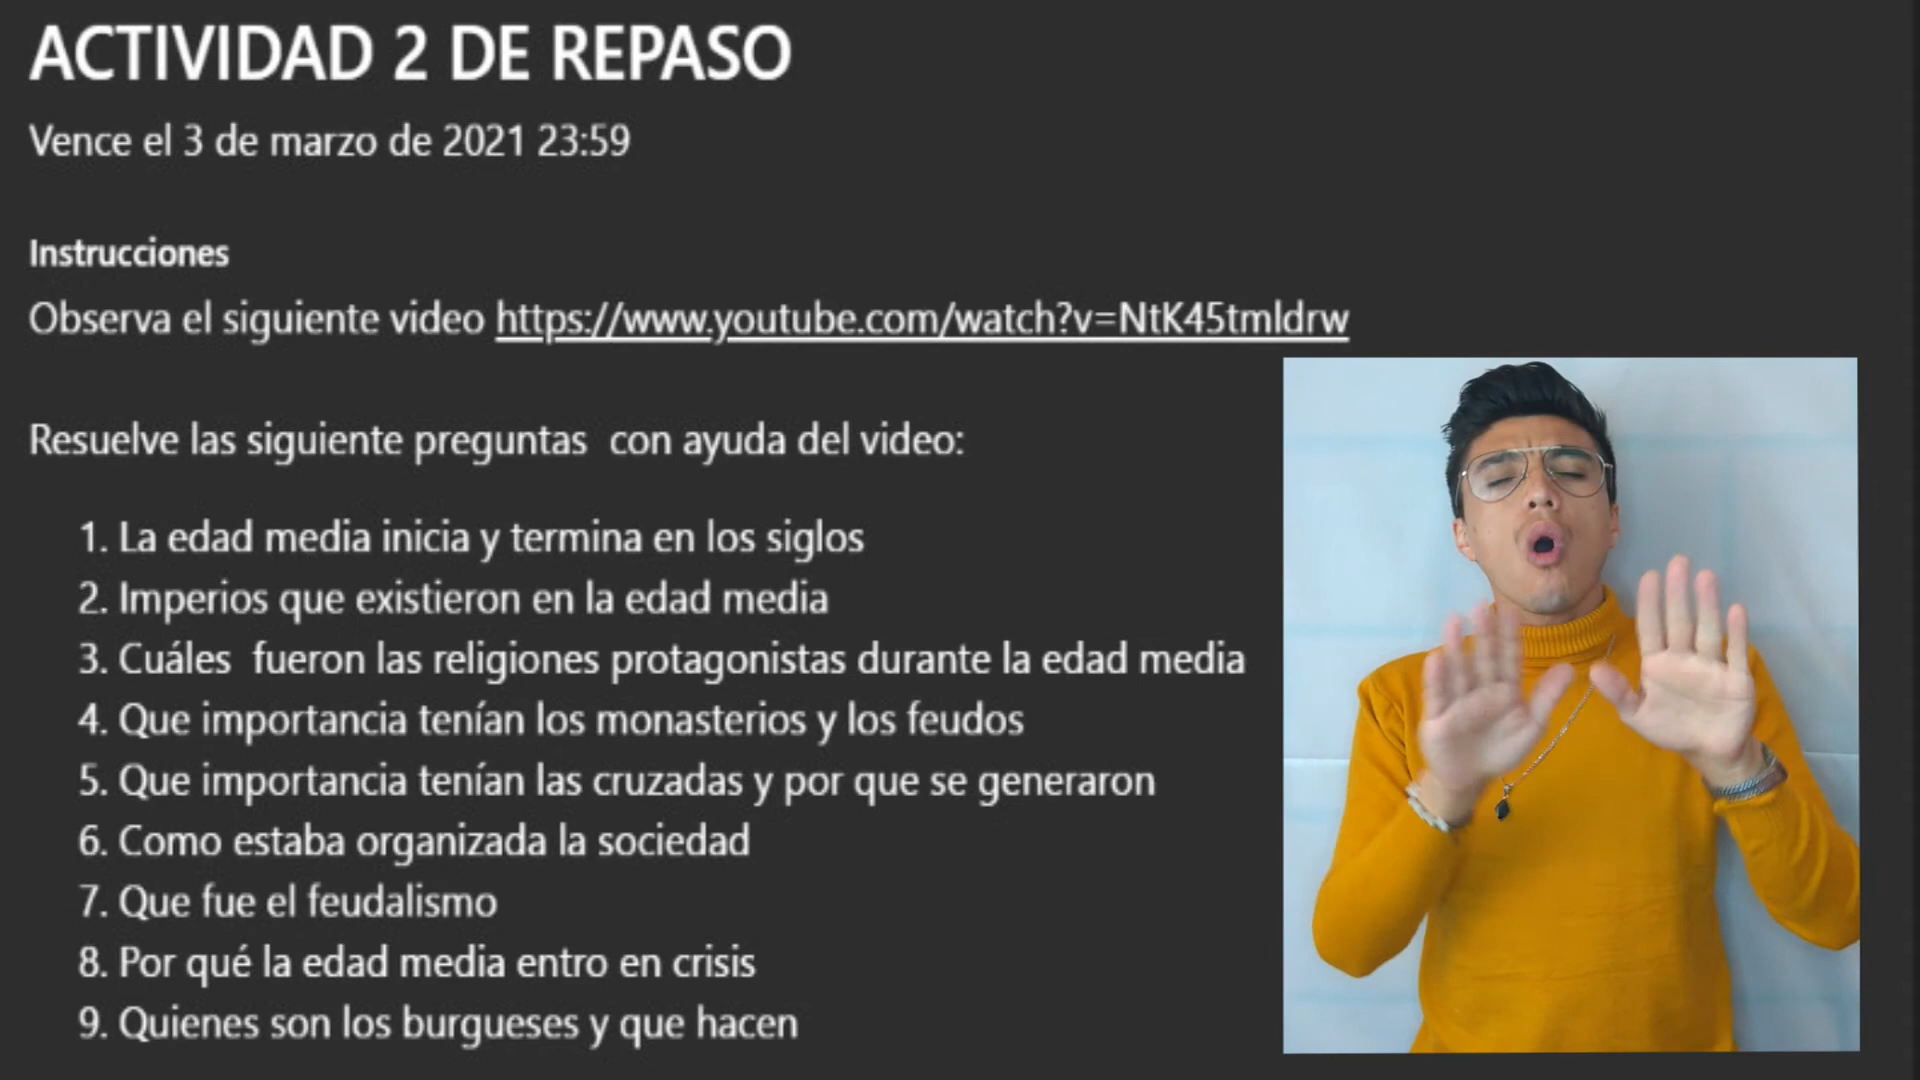 ACTIVIDAD 2 DE REPASO
Vence el 3 de marzo de 2021 23:59
Instrucciones
Observa el siguiente video https://www.youtube.com/watch?v=NtK45tmldrw
Resuelve las siguiente preguntas  con ayuda del video:
1. La edad media inicia y termina en los siglos
2. Imperios que existieron en la edad media
3. Cuáles  fueron las religiones protagonistas durante la edad media
4. Que importancia tenían los monasterios y los feudos
5. Que importancia tenían las cruzadas y por que se generaron
6. Como estaba organizada la sociedad
7. Que fue el feudalismo
8. Por qué la edad media entro en crisis
9. Quienes son los burgueses y que hacen